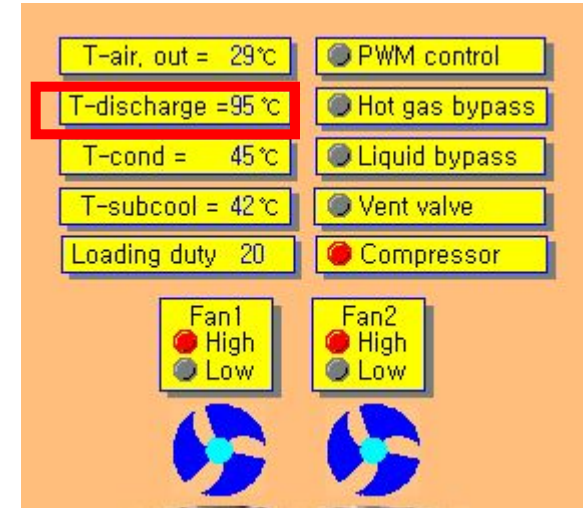 T-air, out = 29℃
PWM control
T-discharge =95 ℃
Hot gas bypass
T-cond = 45℃
Liquid bypass
T-subcool = 42℃
Vent valve
Loading duty 20
Compressor
Fan1
High
Low
Fan2
High
Low